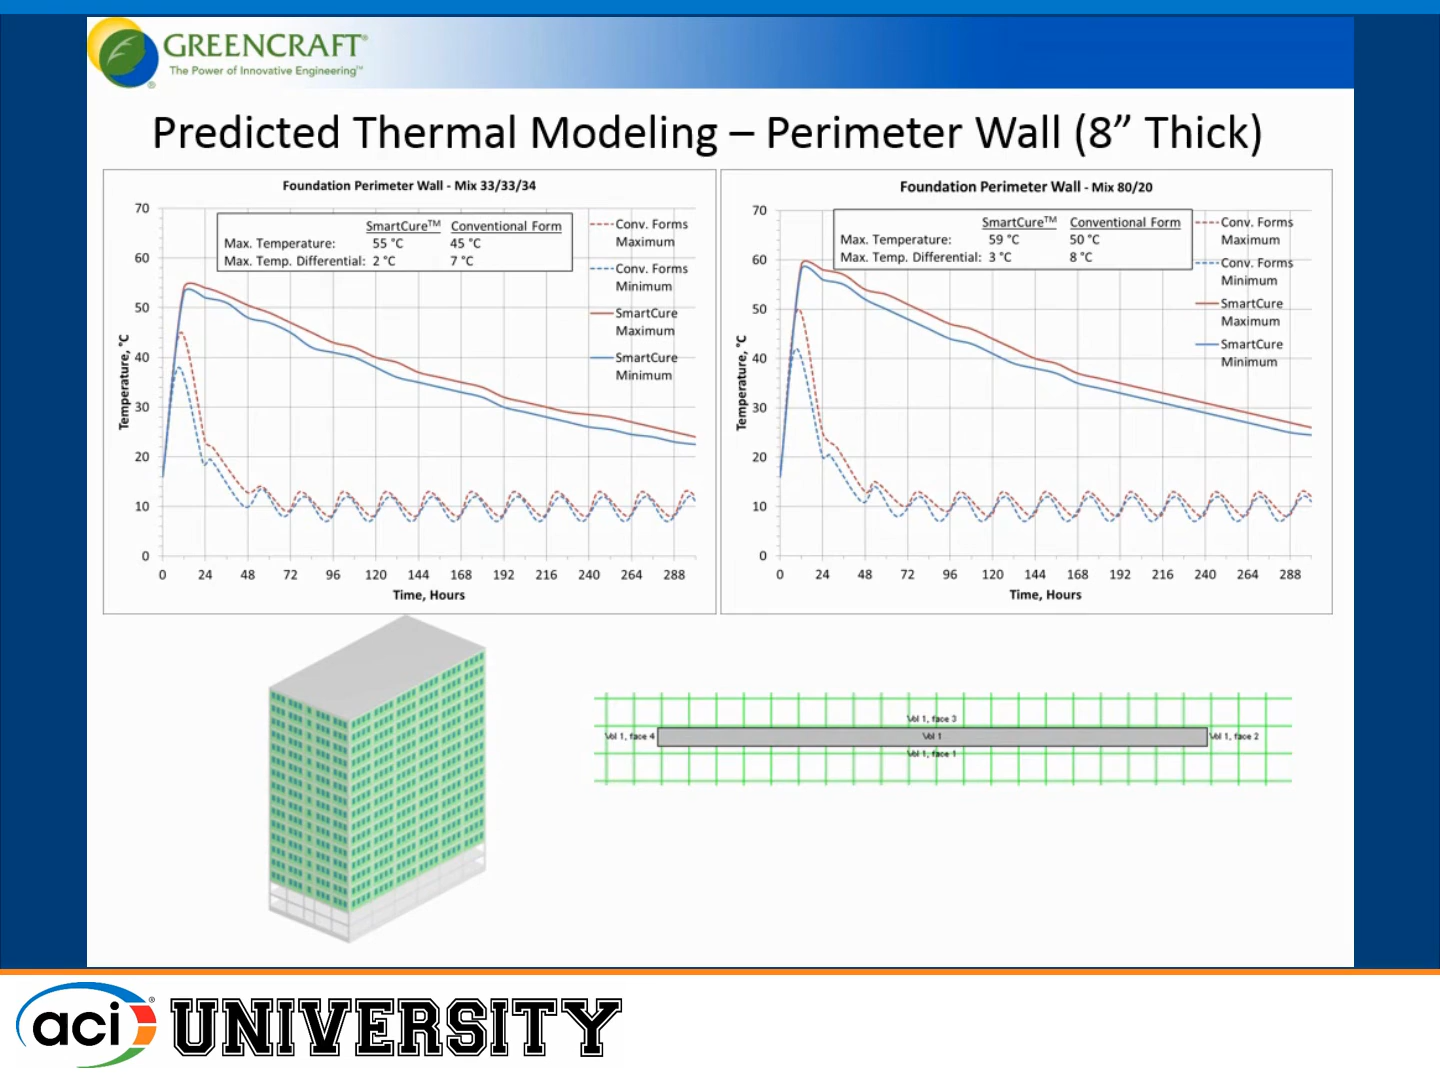 GREENCRAFT®
The Power of Innovative Engineering™
®
Predicted Thermal Modeling – Perimeter Wall (8” Thick)
Foundation Perimeter Wall - Mix 33/33/34
SmartCure™ Conventional Form
Max. Temperature: 55 °C 45 °C
Max. Temp. Differential: 2 °C 7 °C
Conv. Forms
Maximum
Conv. Forms
Minimum
SmartCure
Maximum
SmartCure
Minimum
70
60
50
40
30
20
10
0
Temperature, °C
0 24 48 72 96 120 144 168 192 216 240 264 288
Time, Hours
Foundation Perimeter Wall - Mix 80/20
SmartCure™ Conventional Form
Max. Temperature: 59 °C 50 °C
Max. Temp. Differential: 3 °C 8 °C
Conv. Forms
Maximum
Conv. Forms
Minimum
SmartCure
Maximum
SmartCure
Minimum
70
60
50
40
30
20
10
0
Temperature, °C
0 24 48 72 96 120 144 168 192 216 240 264 288
Time, Hours
Vol 1, face 3
Vol 1, face 4 Vol 1 Vol 1, face 2
Vol 1, face 1
aci® UNIVERSITY